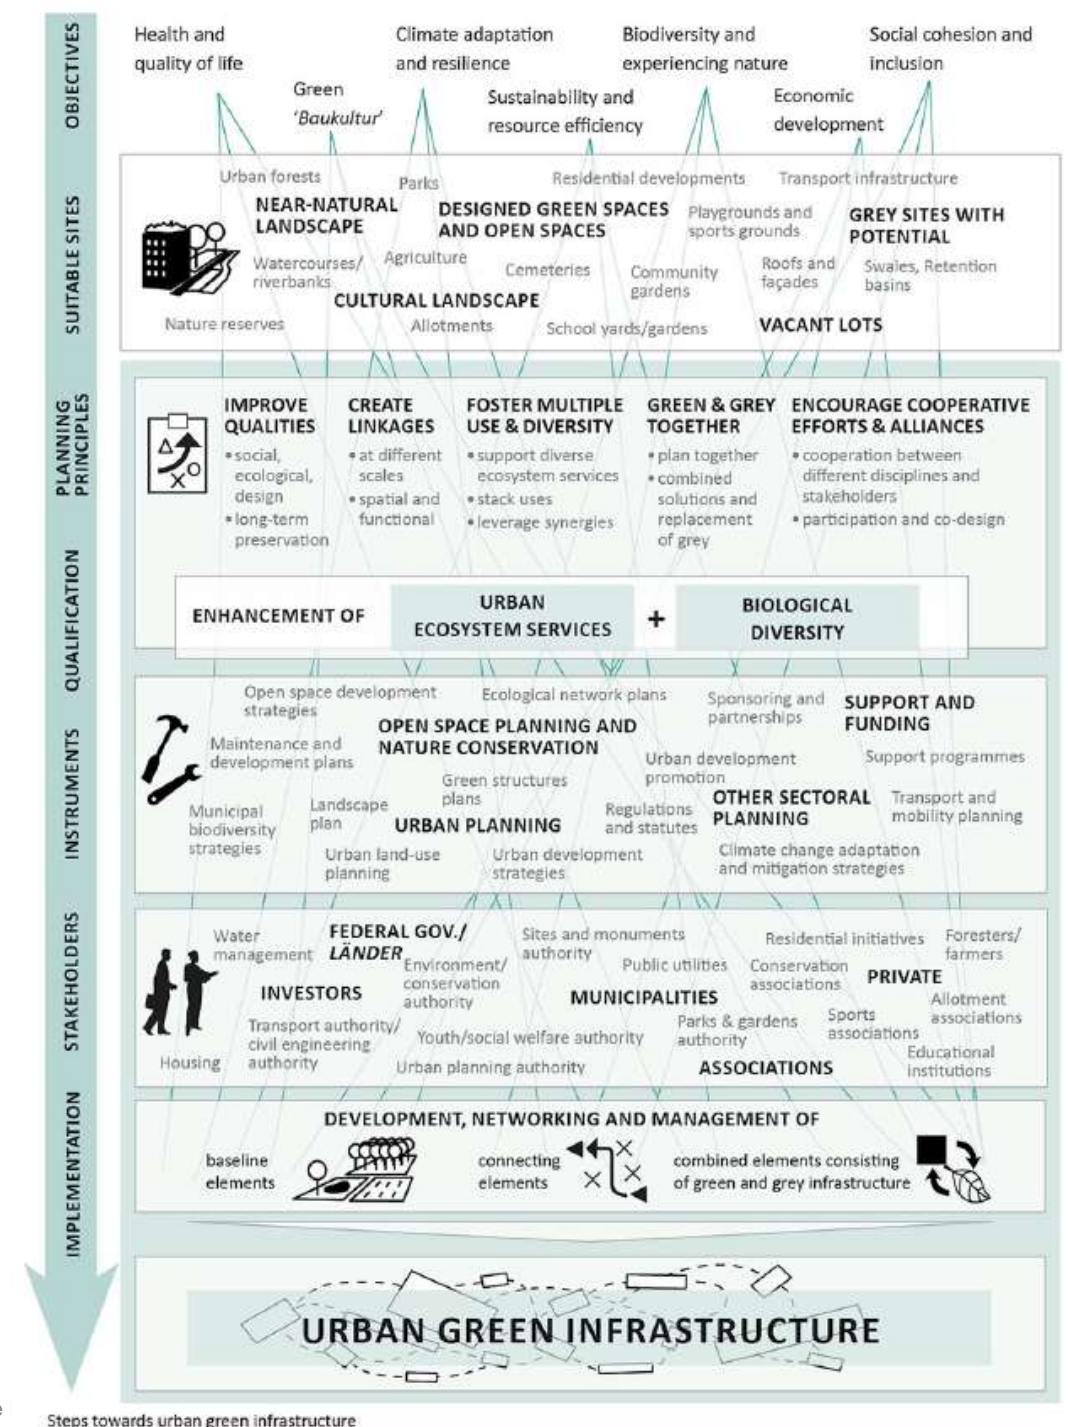 OBJECTIVES
Health and
quality of life
Green
'Baukultur'
Climate adaptation
and resilience
Sustainability and
resource efficiency
Biodiversity and
experiencing nature
Economic
development
Social cohesion and
inclusion
SUITABLE SITES
Urban forests
Parks
Residential developments
Transport infrastructure
NEAR-NATURAL
LANDSCAPE
DESIGNED GREEN SPACES
AND OPEN SPACES
Playgrounds and
sports grounds
GREY SITES WITH
POTENTIAL
Watercourses/
riverbanks
Agriculture
Cemeteries
Community
gardens
Roofs and
façades
Swales, Retention
basins
CULTURAL LANDSCAPE
Nature reserves
Allotments
School yards/gardens
VACANT LOTS
PLANNING
PRINCIPLES
IMPROVE
QUALITIES
• social,
ecological,
design
• long-term
preservation
CREATE
LINKAGES
• at different
scales
• spatial and
functional
FOSTER MULTIPLE
USE & DIVERSITY
• support diverse
ecosystem services
• stack uses
• leverage synergies
GREEN & GREY
TOGETHER
• plan together
• combined
solutions and
replacement
of grey
ENCOURAGE COOPERATIVE
EFFORTS & ALLIANCES
• cooperation between
different disciplines and
stakeholders
• participation and co-design
QUALIFICATION
ENHANCEMENT OF
URBAN
ECOSYSTEM SERVICES
+
BIOLOGICAL
DIVERSITY
INSTRUMENTS
Open space development
strategies
Ecological network plans
Sponsoring and
partnerships
SUPPORT AND
FUNDING
OPEN SPACE PLANNING AND
NATURE CONSERVATION
Maintenance and
development plans
Urban development
promotion
Support programmes
Green structures
plans
Municipal
biodiversity
strategies
Landscape
plan
URBAN PLANNING
Regulations
and statutes
OTHER SECTORAL
PLANNING
Transport and
mobility planning
Urban land-use
planning
Urban development
strategies
Climate change adaptation
and mitigation strategies
STAKEHOLDERS
Water
management
FEDERAL GOV./
LÄNDER
Sites and monuments
authority
Residential initiatives
Foresters/
farmers
Environment/
conservation
authority
Public utilities
Conservation
associations
PRIVATE
INVESTORS
MUNICIPALITIES
Allotment
associations
Transport authority/
civil engineering
authority
Youth/social welfare authority
Parks & gardens
authority
Sports
associations
Housing
Urban planning authority
ASSOCIATIONS
Educational
institutions
IMPLEMENTATION
DEVELOPMENT, NETWORKING AND MANAGEMENT OF
baseline
elements
connecting
elements
combined elements consisting
of green and grey infrastructure
URBAN GREEN INFRASTRUCTURE
Steps towards urban green infrastructure